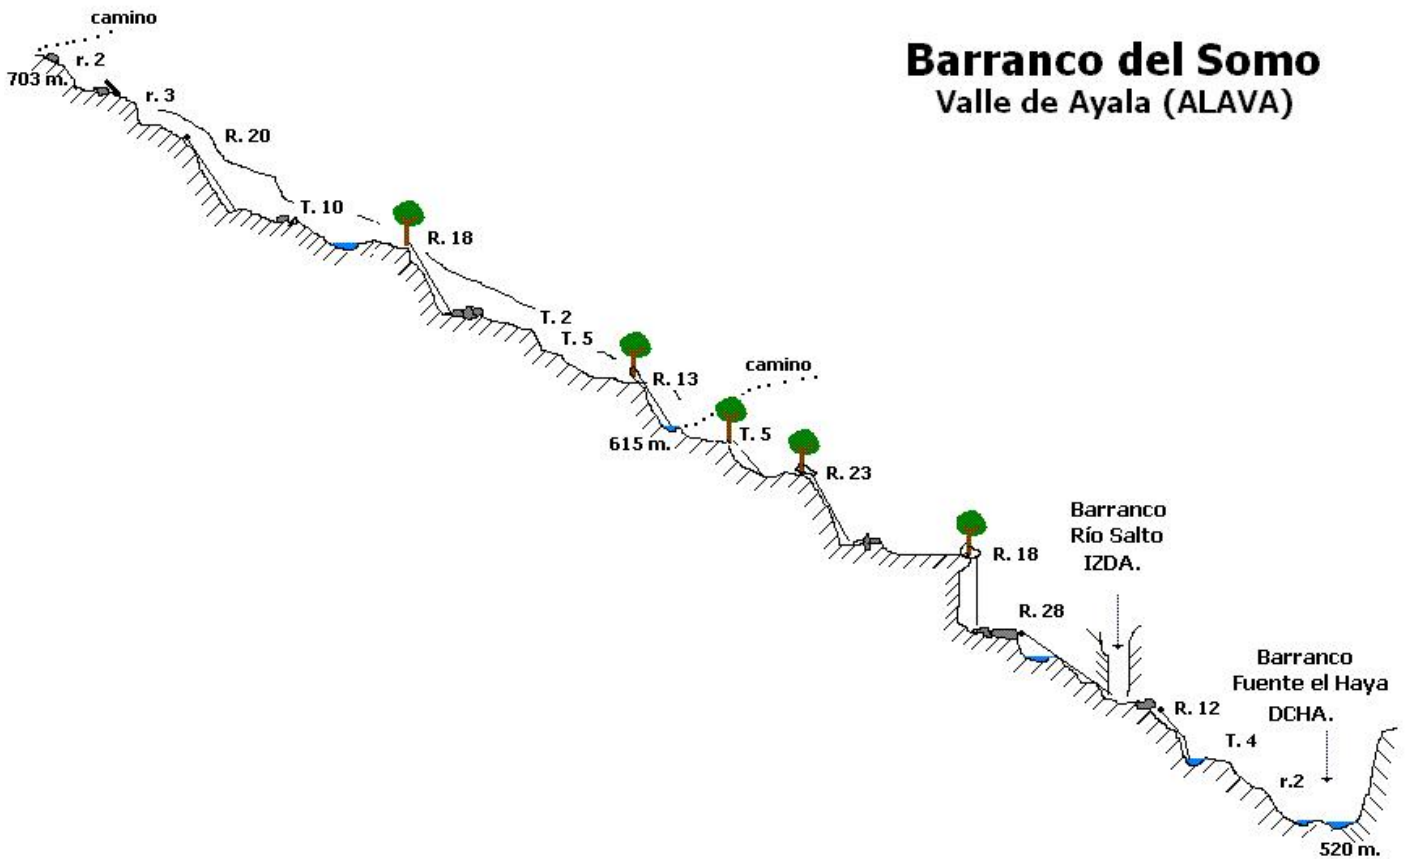 camino
Barranco del Somo
Valle de Ayala (ALAVA)
r. 2
703 m.
r. 3
R. 20
T. 10
R. 18
T. 2
T. 5
camino
R. 13
615 m.
T. 5
R. 23
Barranco
Río Salto
IZDA.
R. 18
R. 28
Barranco
Fuente el Haya
DCHA.
R. 12
T. 4
r.2
520 m.